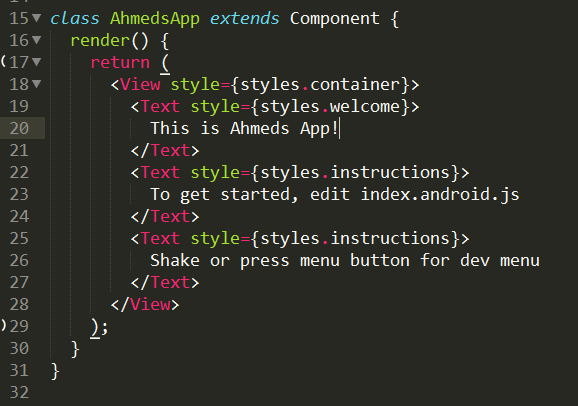 15 class AhmedsApp extends Component {
16 render() {
(17 return (
18 <View style={styles.container}>
19 <Text style={styles.welcome}>
20 This is Ahmeds App!
21 </Text>
22 <Text style={styles.instructions}>
23 To get started, edit index.android.js
24 </Text>
25 <Text style={styles.instructions}>
26 Shake or press menu button for dev menu
27 </Text>
28 </View>
)29 );
30 }
31 }
32